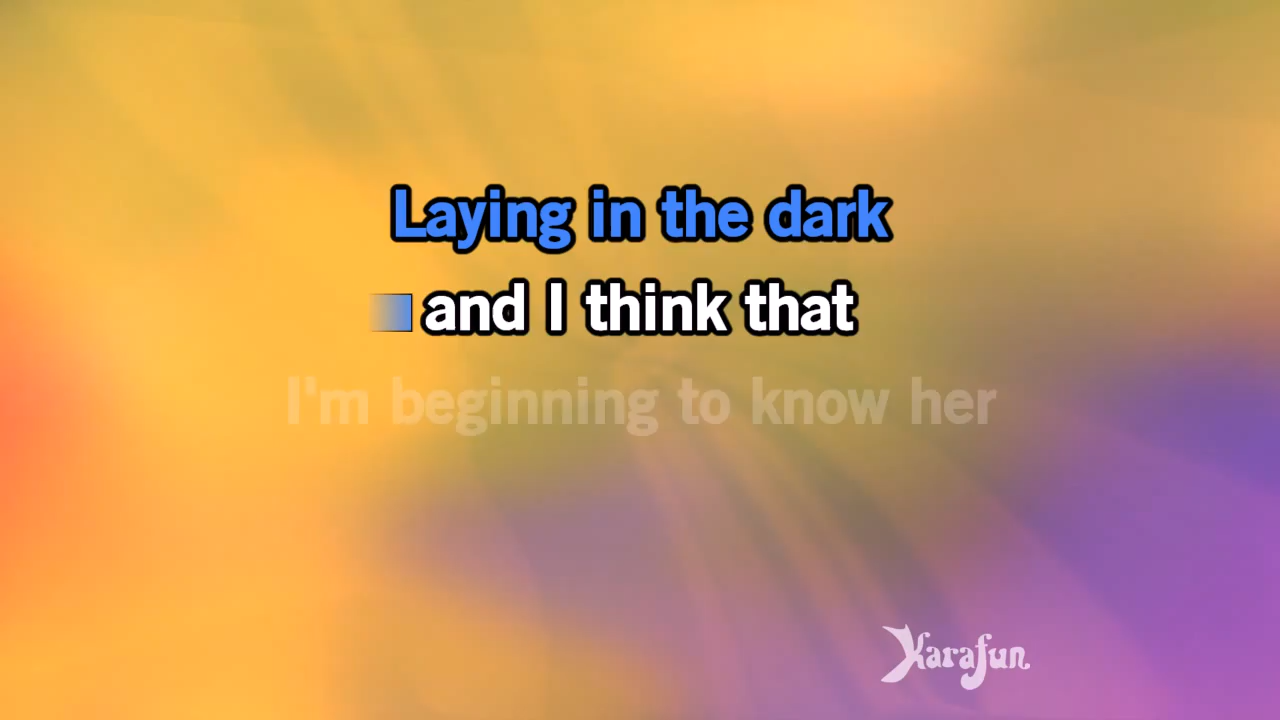 Laying in the dark
and I think that
I'm beginning to know her
Karafun